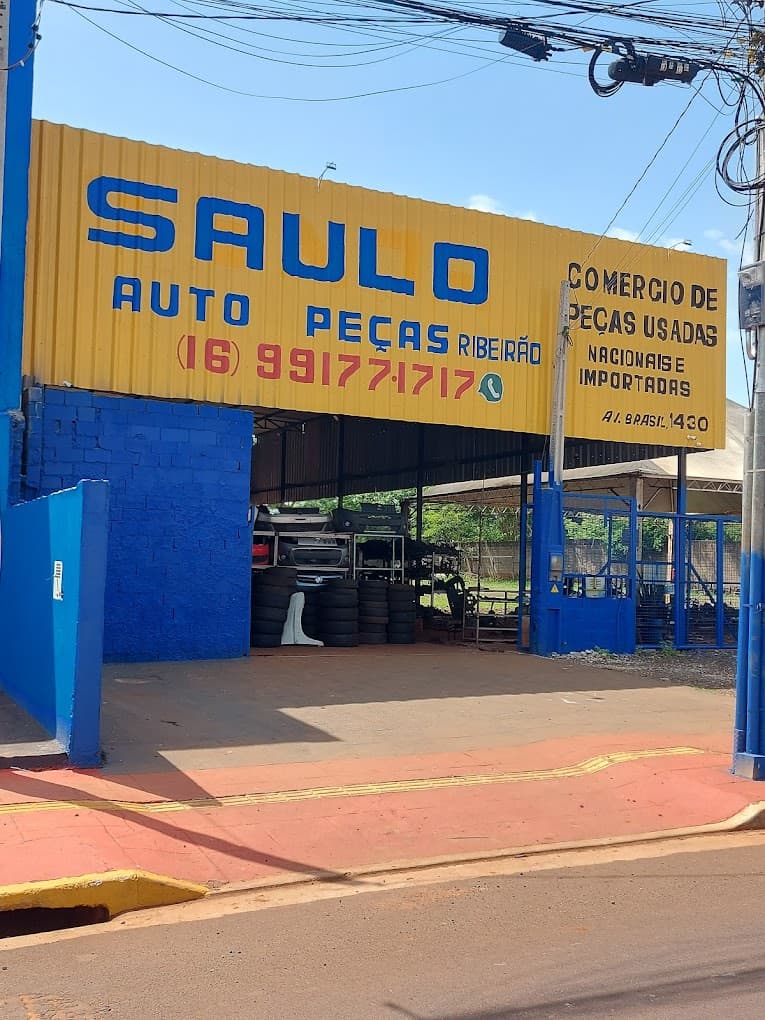 SAULO
AUTO PEÇAS RIBEIRÃO
(16) 99177-1717
COMERCIO DE
PEÇAS USADAS
NACIONAIS E
IMPORTADAS
AV. BRASIL, 1430